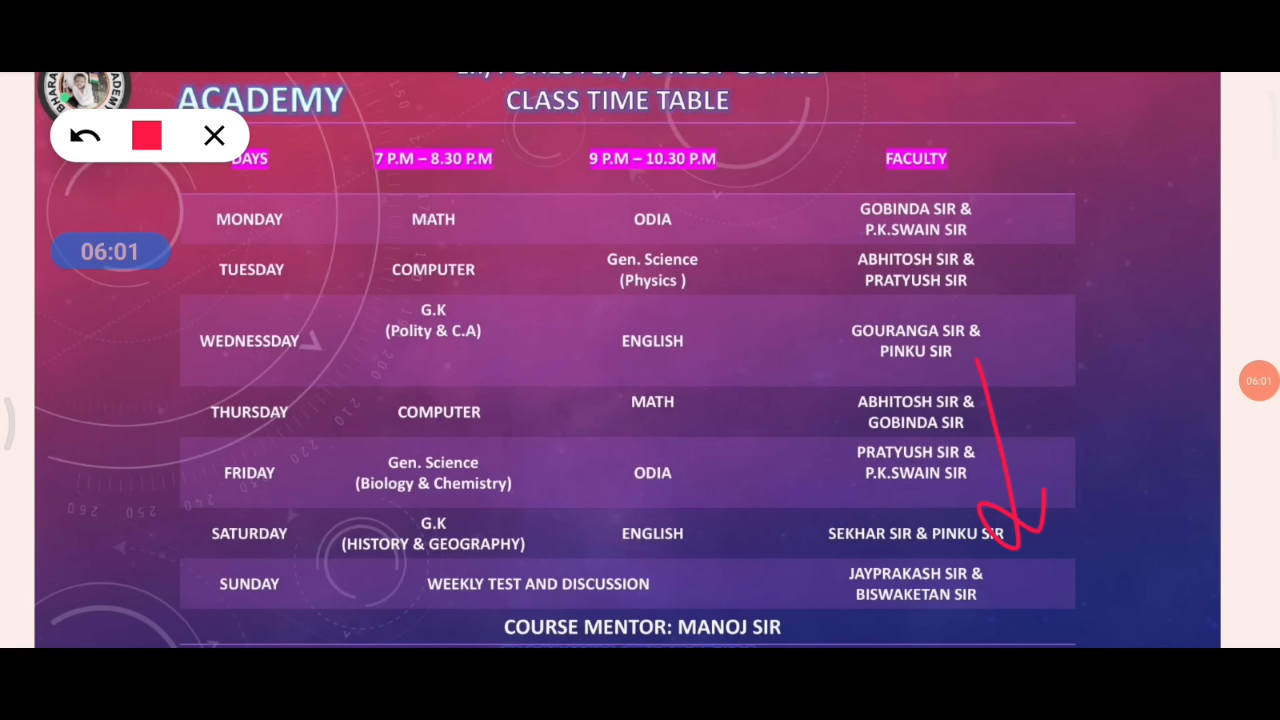 ACADEMY
CLASS TIME TABLE
DAYS 7 P.M – 8.30 P.M 9 P.M – 10.30 P.M FACULTY
MONDAY MATH ODIA GOBINDA SIR &
P.K.SWAIN SIR
06:01
TUESDAY COMPUTER Gen. Science
(Physics ) ABHITOSH SIR &
PRATYUSH SIR
WEDNESSDAY G.K
(Polity & C.A) ENGLISH GOURANGA SIR &
PINKU SIR
06:01
THURSDAY COMPUTER MATH ABHITOSH SIR &
GOBINDA SIR
FRIDAY Gen. Science
(Biology & Chemistry) ODIA PRATYUSH SIR &
P.K.SWAIN SIR
SATURDAY G.K
(HISTORY & GEOGRAPHY) ENGLISH SEKHAR SIR & PINKU SIR
SUNDAY WEEKLY TEST AND DISCUSSION JAYPRAKASH SIR &
BISWAKETAN SIR
COURSE MENTOR: MANOJ SIR